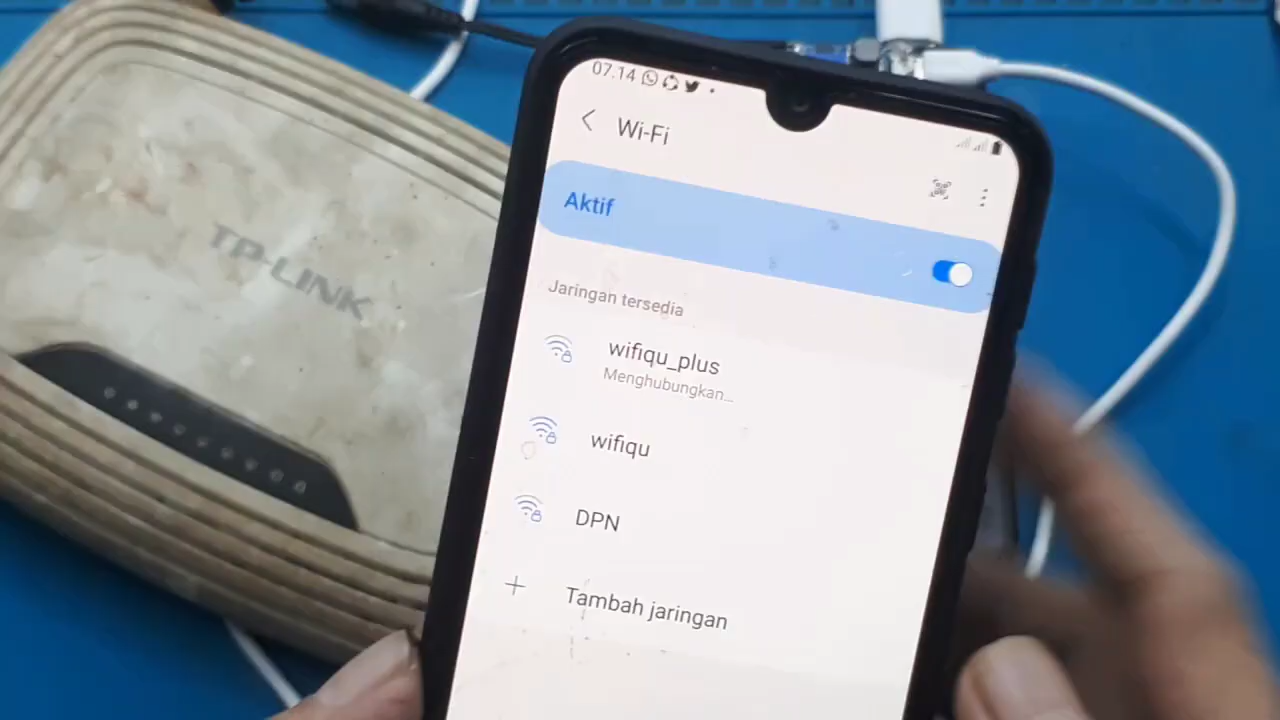 07.14
Wi-Fi
Aktif
TP-LINK
Jaringan tersedia
wifiqu_plus
Menghubungkan...
wifiqu
DPN
Tambah jaringan